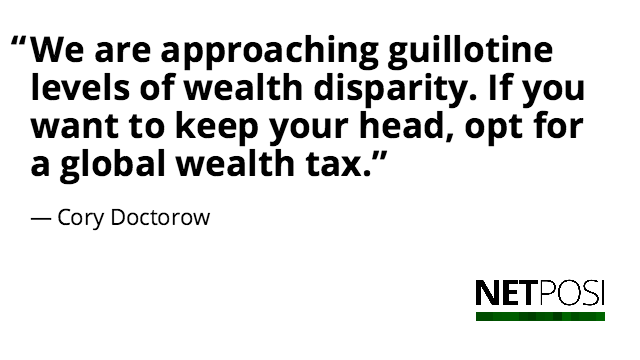 “We are approaching guillotine
levels of wealth disparity. If you
want to keep your head, opt for
a global wealth tax.”
— Cory Doctorow
NETPOSI